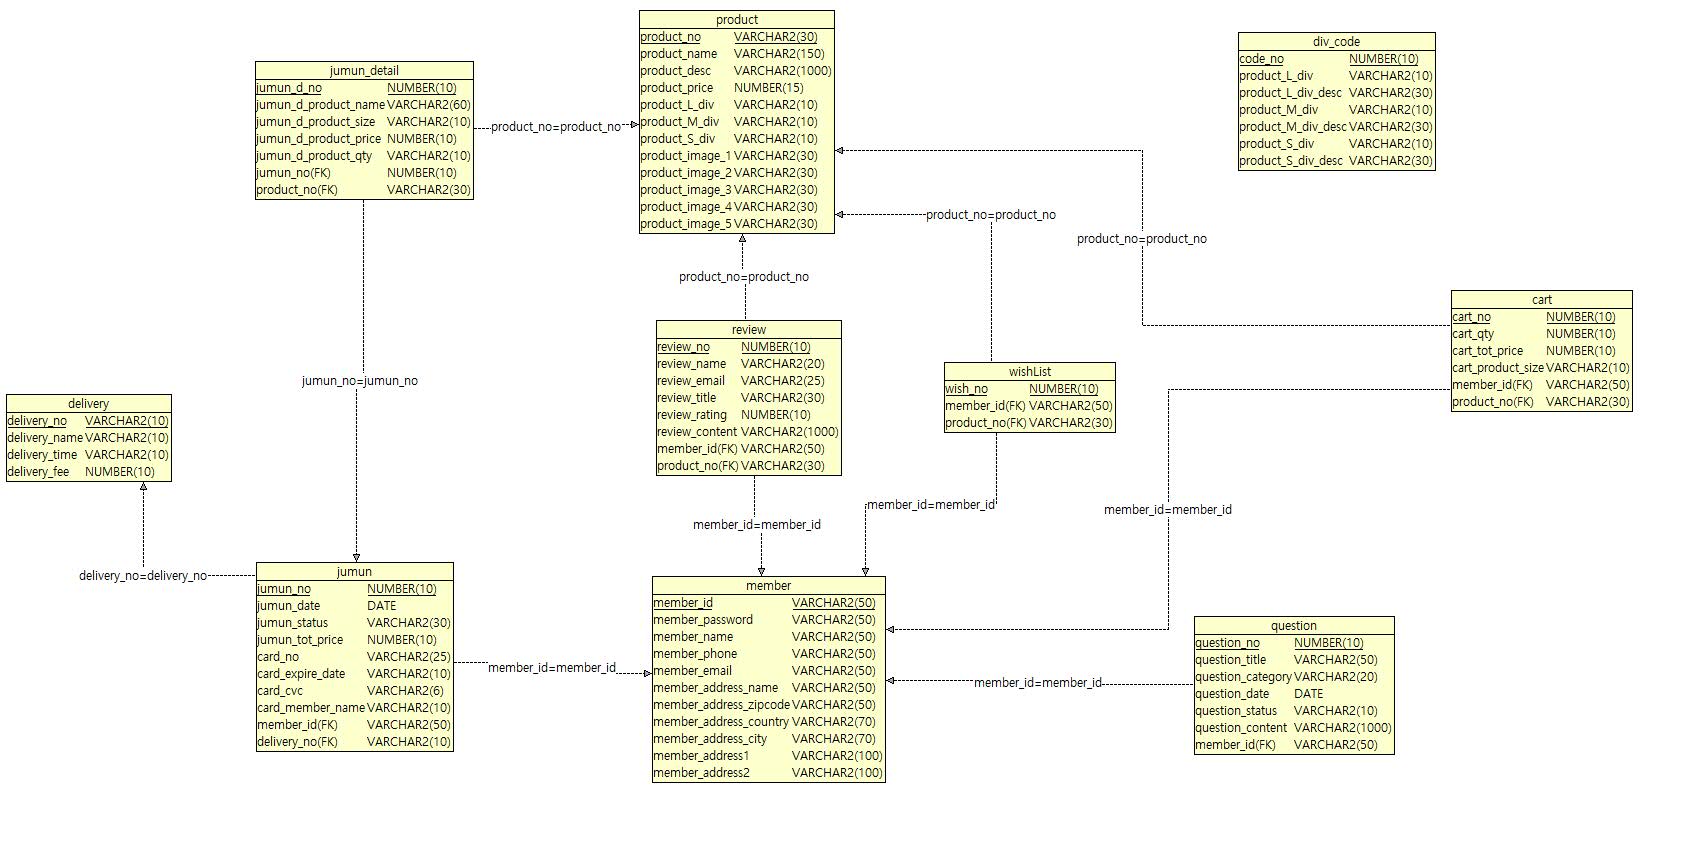 product
product_no VARCHAR2(30)
product_name VARCHAR2(150)
product_desc VARCHAR2(1000)
product_price NUMBER(15)
product_L_div VARCHAR2(10)
product_M_div VARCHAR2(10)
product_S_div VARCHAR2(10)
product_image_1 VARCHAR2(30)
product_image_2 VARCHAR2(30)
product_image_3 VARCHAR2(30)
product_image_4 VARCHAR2(30)
product_image_5 VARCHAR2(30)
div_code
code_no NUMBER(10)
product_L_div VARCHAR2(10)
product_L_div_desc VARCHAR2(30)
product_M_div VARCHAR2(10)
product_M_div_desc VARCHAR2(30)
product_S_div VARCHAR2(10)
product_S_div_desc VARCHAR2(30)
jumun_detail
jumun_d_no NUMBER(10)
jumun_d_product_name VARCHAR2(60)
jumun_d_product_size VARCHAR2(10)
jumun_d_product_price NUMBER(10)
jumun_d_product_qty VARCHAR2(10)
jumun_no(FK) NUMBER(10)
product_no(FK) VARCHAR2(30)
product_no=product_no
product_no=product_no
product_no=product_no
product_no=product_no
cart
cart_no NUMBER(10)
cart_qty NUMBER(10)
cart_tot_price NUMBER(10)
cart_product_size VARCHAR2(10)
member_id(FK) VARCHAR2(50)
product_no(FK) VARCHAR2(30)
review
review_no NUMBER(10)
review_name VARCHAR2(20)
review_email VARCHAR2(25)
review_title VARCHAR2(30)
review_rating NUMBER(10)
review_content VARCHAR2(1000)
member_id(FK) VARCHAR2(50)
product_no(FK) VARCHAR2(30)
wishList
wish_no NUMBER(10)
member_id(FK) VARCHAR2(50)
product_no(FK) VARCHAR2(30)
jumun_no=jumun_no
delivery
delivery_no VARCHAR2(10)
delivery_name VARCHAR2(10)
delivery_time VARCHAR2(10)
delivery_fee NUMBER(10)
member_id=member_id
member_id=member_id
member_id=member_id
delivery_no=delivery_no
jumun
jumun_no NUMBER(10)
jumun_date DATE
jumun_status VARCHAR2(30)
jumun_tot_price NUMBER(10)
card_no VARCHAR2(25)
card_expire_date VARCHAR2(10)
card_cvc VARCHAR2(6)
card_member_name VARCHAR2(10)
member_id(FK) VARCHAR2(50)
delivery_no(FK) VARCHAR2(10)
member_id=member_id
member
member_id VARCHAR2(50)
member_password VARCHAR2(50)
member_name VARCHAR2(50)
member_phone VARCHAR2(50)
member_email VARCHAR2(50)
member_address_name VARCHAR2(50)
member_address_zipcode VARCHAR2(50)
member_address_country VARCHAR2(70)
member_address_city VARCHAR2(70)
member_address1 VARCHAR2(100)
member_address2 VARCHAR2(100)
member_id=member_id
question
question_no NUMBER(10)
question_title VARCHAR2(50)
question_category VARCHAR2(20)
question_date DATE
question_status VARCHAR2(10)
question_content VARCHAR2(1000)
member_id(FK) VARCHAR2(50)